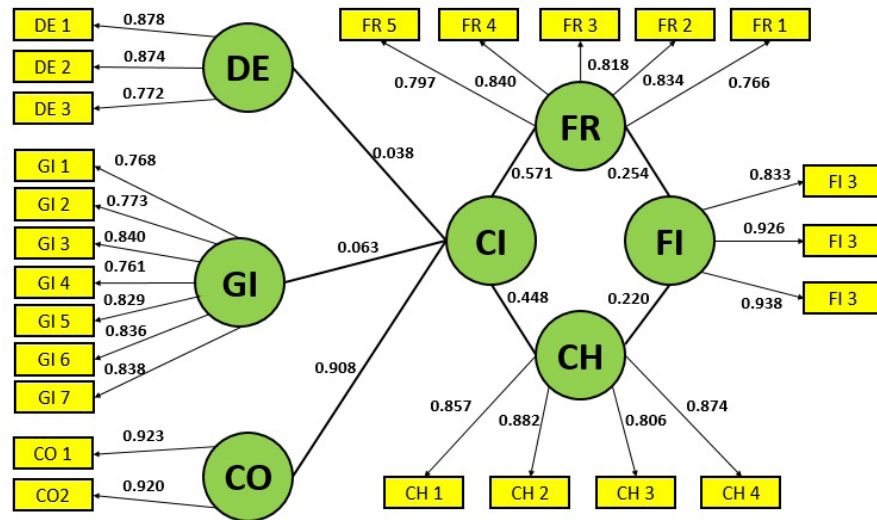 DE 1
0.878
DE 2
0.874
DE 3
0.772
DE
FR 5
FR 4
FR 3
FR 2
FR 1
0.797
0.840
0.818
0.834
0.766
FR
0.038
0.571
0.254
GI 1
0.768
GI 2
0.773
GI 3
0.840
GI 4
0.761
GI 5
0.829
GI 6
0.836
GI 7
0.838
GI
0.063
CI
FI
0.833
FI 3
0.926
FI 3
0.938
FI 3
0.448
0.220
CH
0.908
CO 1
0.923
CO2
0.920
CO
0.857
0.882
0.806
0.874
CH 1
CH 2
CH 3
CH 4